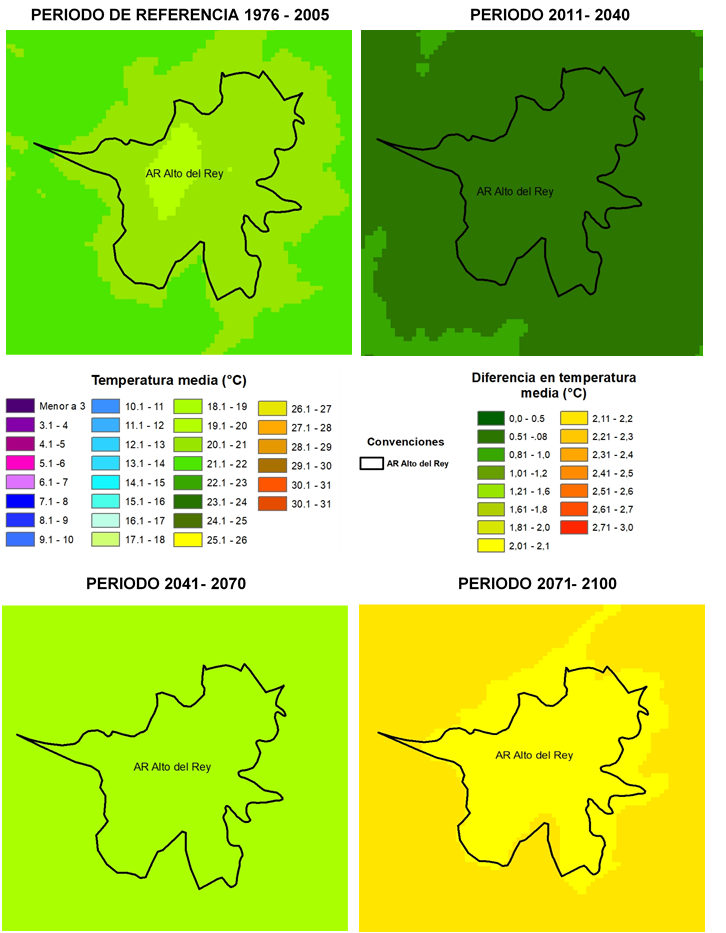 PERIODO DE REFERENCIA 1976 - 2005
PERIODO 2011- 2040
AR Alto del Rey
AR Alto del Rey
Temperatura media (°C)
Menor a 3
3.1 - 4
4.1 - 5
5.1 - 6
6.1 - 7
7.1 - 8
8.1 - 9
9.1 - 10
10.1 - 11
11.1 - 12
12.1 - 13
13.1 - 14
14.1 - 15
15.1 - 16
16.1 - 17
17.1 - 18
18.1 - 19
19.1 - 20
20.1 - 21
21.1 - 22
22.1 - 23
23.1 - 24
24.1 - 25
25.1 - 26
26.1 - 27
27.1 - 28
28.1 - 29
29.1 - 30
30.1 - 31
30.1 - 31
Convenciones
AR Alto del Rey
Diferencia en temperatura
media (°C)
0,0 - 0.5
0.51 -08
0,81 - 1,0
1,01 -1,2
1,21 - 1,6
1,61 - 1,8
1,81 - 2,0
2,01 - 2,1
2,11 - 2,2
2,21 - 2,3
2,31 - 2,4
2,41 - 2,5
2,51 - 2,6
2,61 - 2,7
2,71 - 3,0
PERIODO 2041- 2070
PERIODO 2071- 2100
AR Alto del Rey
AR Alto del Rey